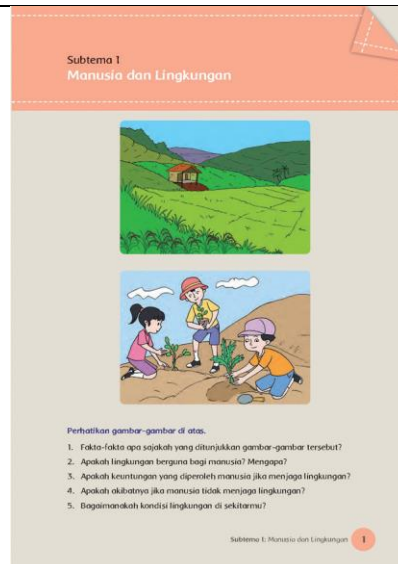 Subtema 1
Manusia dan Lingkungan
Perhatikan gambar-gambar di atas.
1. Fakta-fakta apa sajakah yang ditunjukkan gambar-gambar tersebut?
2. Apakah lingkungan berguna bagi manusia? Mengapa?
3. Apakah keuntungan yang diperoleh manusia jika menjaga lingkungan?
4. Apakah akibatnya jika manusia tidak menjaga lingkungan?
5. Bagaimanakah kondisi lingkungan di sekitarmu?
Subtema 1: Manusia dan Lingkungan 1